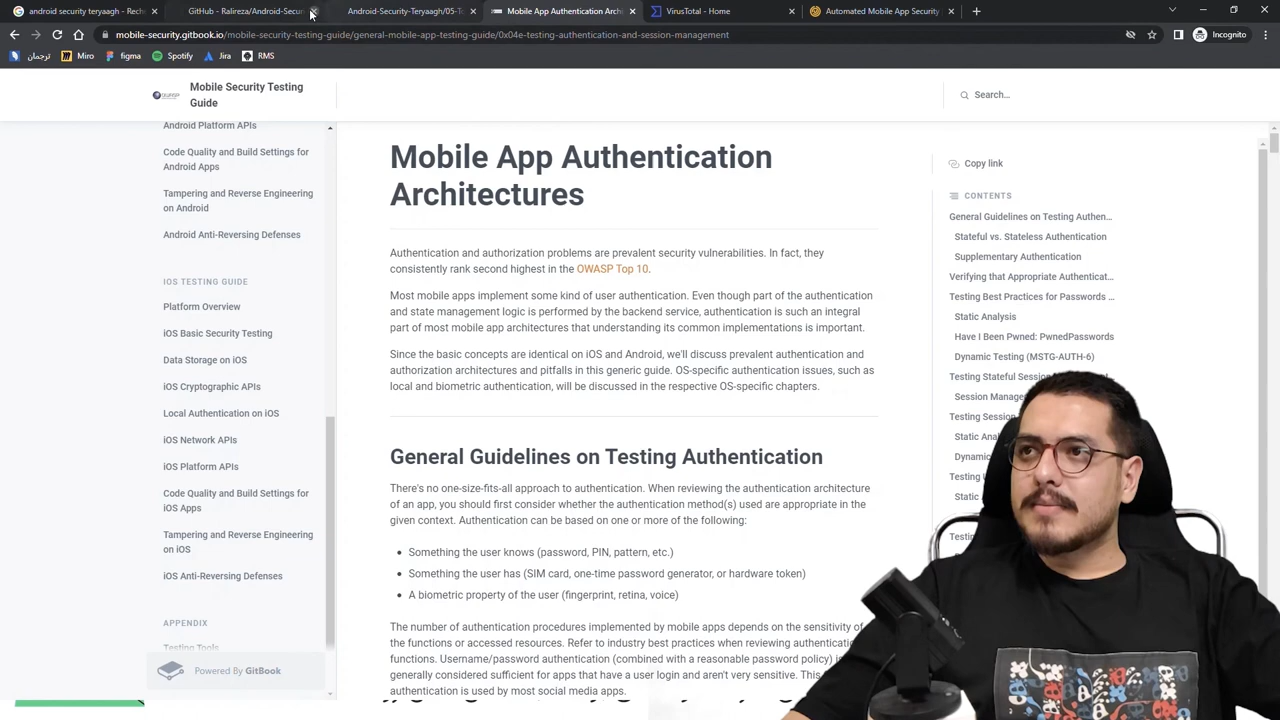 android-security-teryaagh - Rech
GitHub - Ralireza/Android-Securi
Android-Security-Teryaagh/05-T
Mobile App Authentication Archit
VirusTotal - Home
Automated Mobile App Security
Incognito
mobile-security.gitbook.io/mobile-security-testing-guide/general-mobile-app-testing-guide/0x04e-testing-authentication-and-session-management
ترجمان
Miro
figma
Spotify
Jira
RMS
Mobile Security Testing
Guide
Search...
Android Platform APIs
Code Quality and Build Settings for
Android Apps
Tampering and Reverse Engineering
on Android
Android Anti-Reversing Defenses
IOS TESTING GUIDE
Platform Overview
iOS Basic Security Testing
Data Storage on iOS
iOS Cryptographic APIs
Local Authentication on iOS
iOS Network APIs
iOS Platform APIs
Code Quality and Build Settings for
iOS Apps
Tampering and Reverse Engineering
on iOS
iOS Anti-Reversing Defenses
APPENDIX
Testing Tools
Powered By GitBook
Mobile App Authentication
Architectures
Authentication and authorization problems are prevalent security vulnerabilities. In fact, they
consistently rank second highest in the OWASP Top 10.
Most mobile apps implement some kind of user authentication. Even though part of the authentication
and state management logic is performed by the backend service, authentication is such an integral
part of most mobile app architectures that understanding its common implementations is important.
Since the basic concepts are identical on iOS and Android, we'll discuss prevalent authentication and
authorization architectures and pitfalls in this generic guide. OS-specific authentication issues, such as
local and biometric authentication, will be discussed in the respective OS-specific chapters.
General Guidelines on Testing Authentication
There's no one-size-fits-all approach to authentication. When reviewing the authentication architecture
of an app, you should first consider whether the authentication method(s) used are appropriate in the
given context. Authentication can be based on one or more of the following:
• Something the user knows (password, PIN, pattern, etc.)
• Something the user has (SIM card, one-time password generator, or hardware token)
• A biometric property of the user (fingerprint, retina, voice)
The number of authentication procedures implemented by mobile apps depends on the sensitivity of
the functions or accessed resources. Refer to industry best practices when reviewing authentication
functions. Username/password authentication (combined with a reasonable password policy) i
generally considered sufficient for apps that have a user login and aren't very sensitive. This
authentication is used by most social media apps.
Copy link
CONTENTS
General Guidelines on Testing Authen...
Stateful vs. Stateless Authentication
Supplementary Authentication
Verifying that Appropriate Authenticat...
Testing Best Practices for Passwords ...
Static Analysis
Have I Been Pwned: PwnedPasswords
Dynamic Testing (MSTG-AUTH-6)
Testing Stateful Session
Session Manage
Testing Session
Static Ana
Dynamic
Testing
Static
Testin